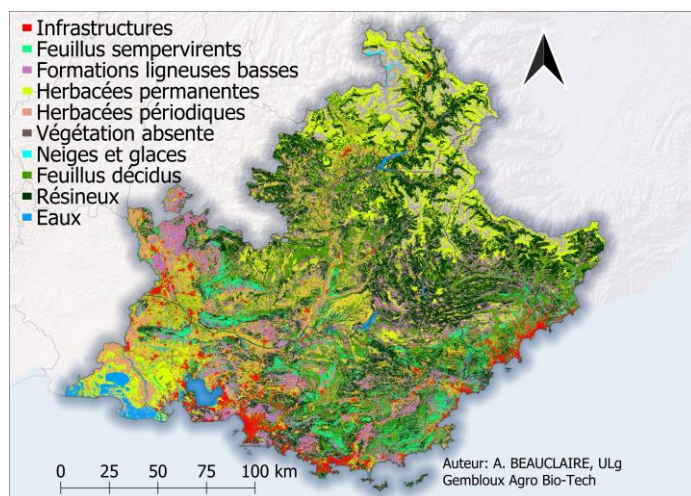 Infrastructures
Feuillus sempervirents
Formations ligneuses basses
Herbacées permanentes
Herbacées périodiques
Végétation absente
Neiges et glaces
Feuillus décidus
Résineux
Eaux
0 25 50 75 100 km
Auteur: A. BEAUCLAIRE, ULg
Gembloux Agro Bio-Tech